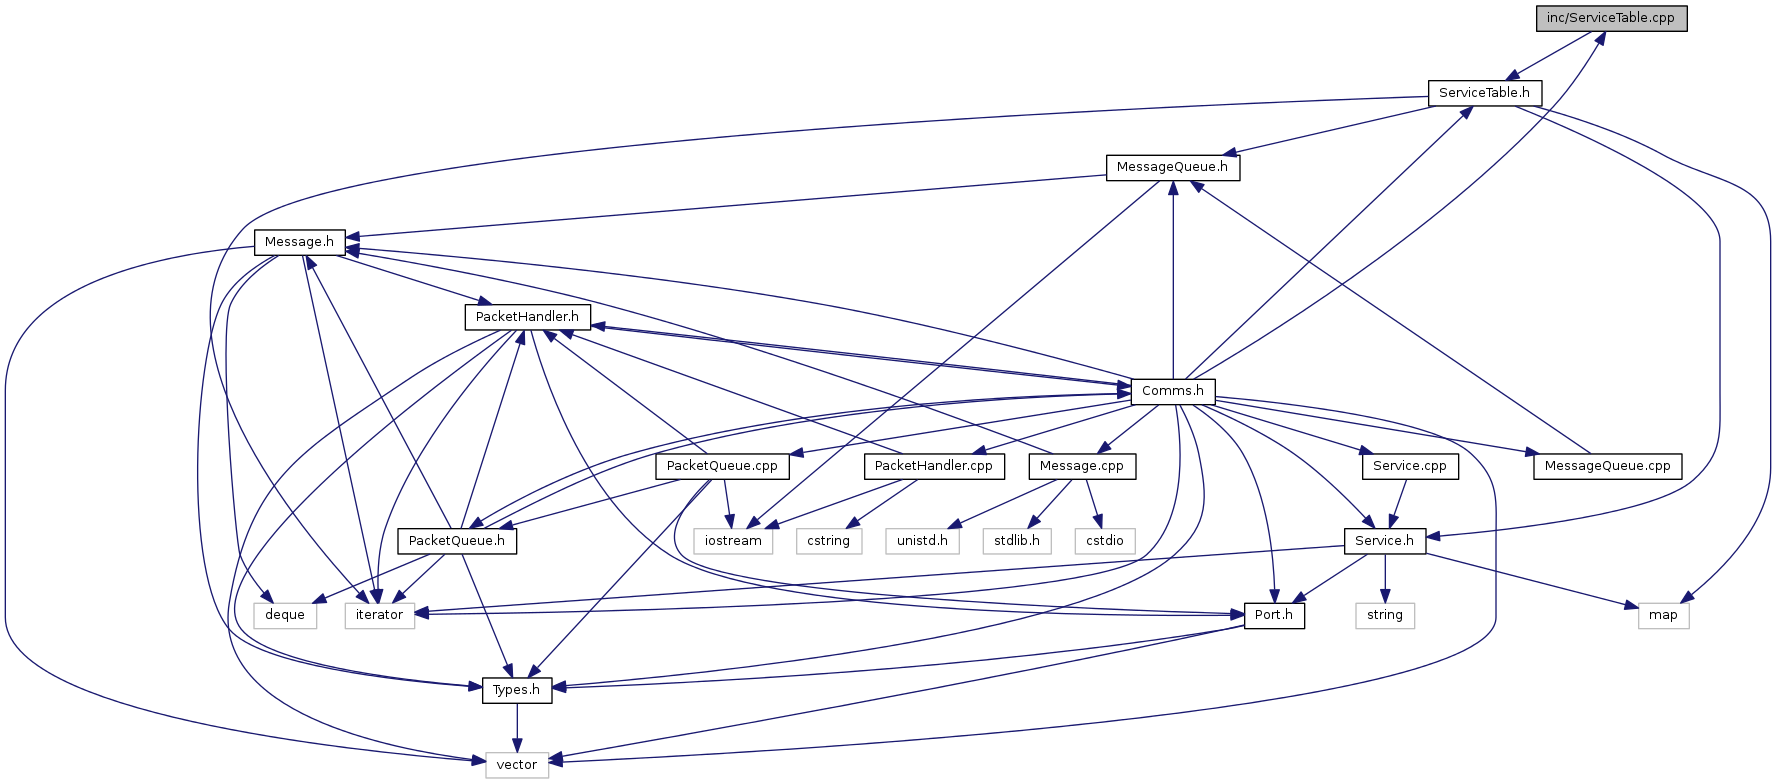 inc/ServiceTable.cpp
ServiceTable.h
MessageQueue.h
Message.h
PacketHandler.h
Comms.h
PacketQueue.cpp
PacketHandler.cpp
Message.cpp
Service.cpp
MessageQueue.cpp
PacketQueue.h
iostream
cstring
unistd.h
stdlib.h
cstdio
Service.h
deque
iterator
Port.h
string
map
Types.h
vector